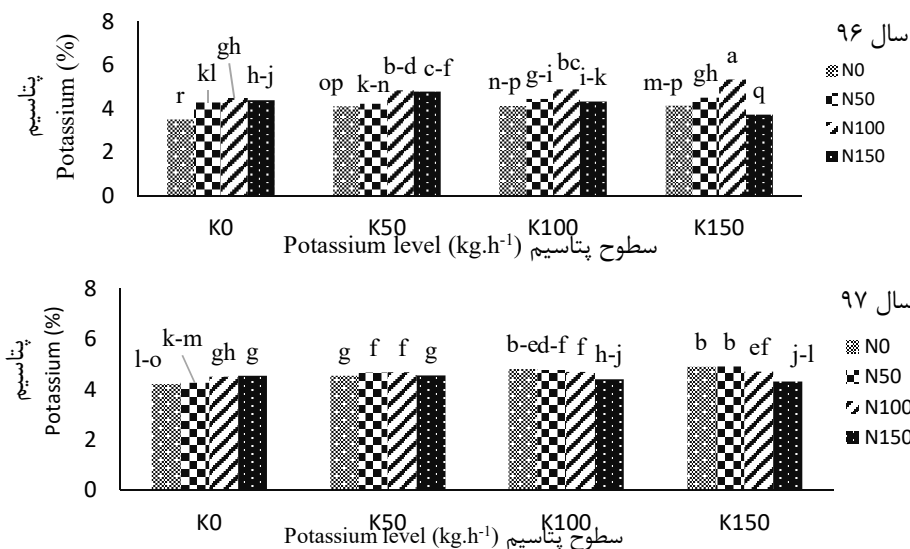 8
6
4
2
0
پتاسیم
Potassium (%)
r
kl
gh
h-j
op
k-n
b-d
c-f
n-p
g-i
bc
i-k
m-p
gh
a
q
K0
K50
K100
K150
Potassium level (kg.h-1) سطوح پتاسیم
سال ۹۶
N0
N50
N100
N150
8
6
4
2
0
پتاسیم
Potassium (%)
l-o
k-m
gh
g
g
f
f
g
b-e
d-f
f
h-j
b
b
ef
j-l
K0
K50
K100
K150
Potassium level (kg.h-1) سطوح پتاسیم
سال ۹۷
N0
N50
N100
N150